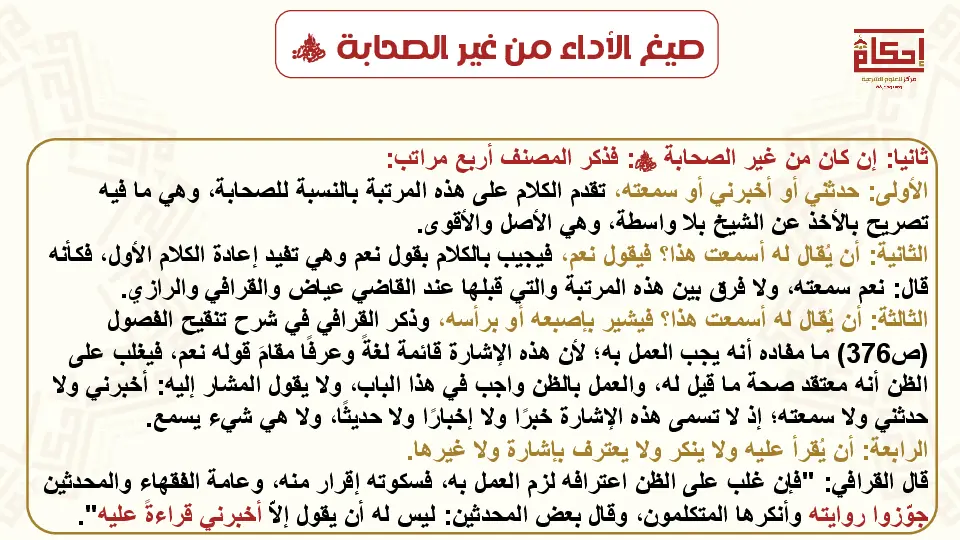 صيغ الأداء من غير الصحابة ﷺ
إحكام
مركز للعلوم الشرعية
ثانيا: إن كان من غير الصحابة: فذكر المصنف أربع مراتب:
الأولى: حدثني أو أخبرني أو سمعته، تقدم الكلام على هذه المرتبة بالنسبة للصحابة، وهي ما فيه
تصريح بالأخذ عن الشيخ بلا واسطة، وهي الأصل والأقوى.
الثانية: أن يُقال له أسمعت هذا؟ فيقول نعم، فيجيب بالكلام بقول نعم وهي تفيد إعادة الكلام الأول، فكأنه
قال: نعم سمعته، ولا فرق بين هذه المرتبة والتي قبلها عند القاضي عياض والقرافي والرازي.
الثالثة: أن يُقال له أسمعت هذا؟ فيشير بإصبعه أو برأسه، وذكر القرافي في شرح تنقيح الفصول
(ص376) ما مفاده أنه يجب العمل به؛ لأن هذه الإشارة قائمة لغةً وعرفًا مقامَ قوله نعم، فيغلب على
الظن أنه معتقد صحة ما قيل له، والعمل بالظن واجب في هذا الباب، ولا يقول المشار إليه: أخبرني ولا
حدثني ولا سمعته؛ إذ لا تسمى هذه الإشارة خبرًا ولا إخبارًا ولا حديثًا، ولا هي شيء يسمع.
الرابعة: أن يُقرأ عليه ولا ينكر ولا يعترف بإشارة ولا غيرها.
قال القرافي: "فإن غلب على الظن اعترافه لزم العمل به، فسكوته إقرار منه، وعامة الفقهاء والمحدثين
جوّزوا روايته وأنكرها المتكلمون، وقال بعض المحدثين: ليس له أن يقول إلاّ أخبرني قراءةً عليه".